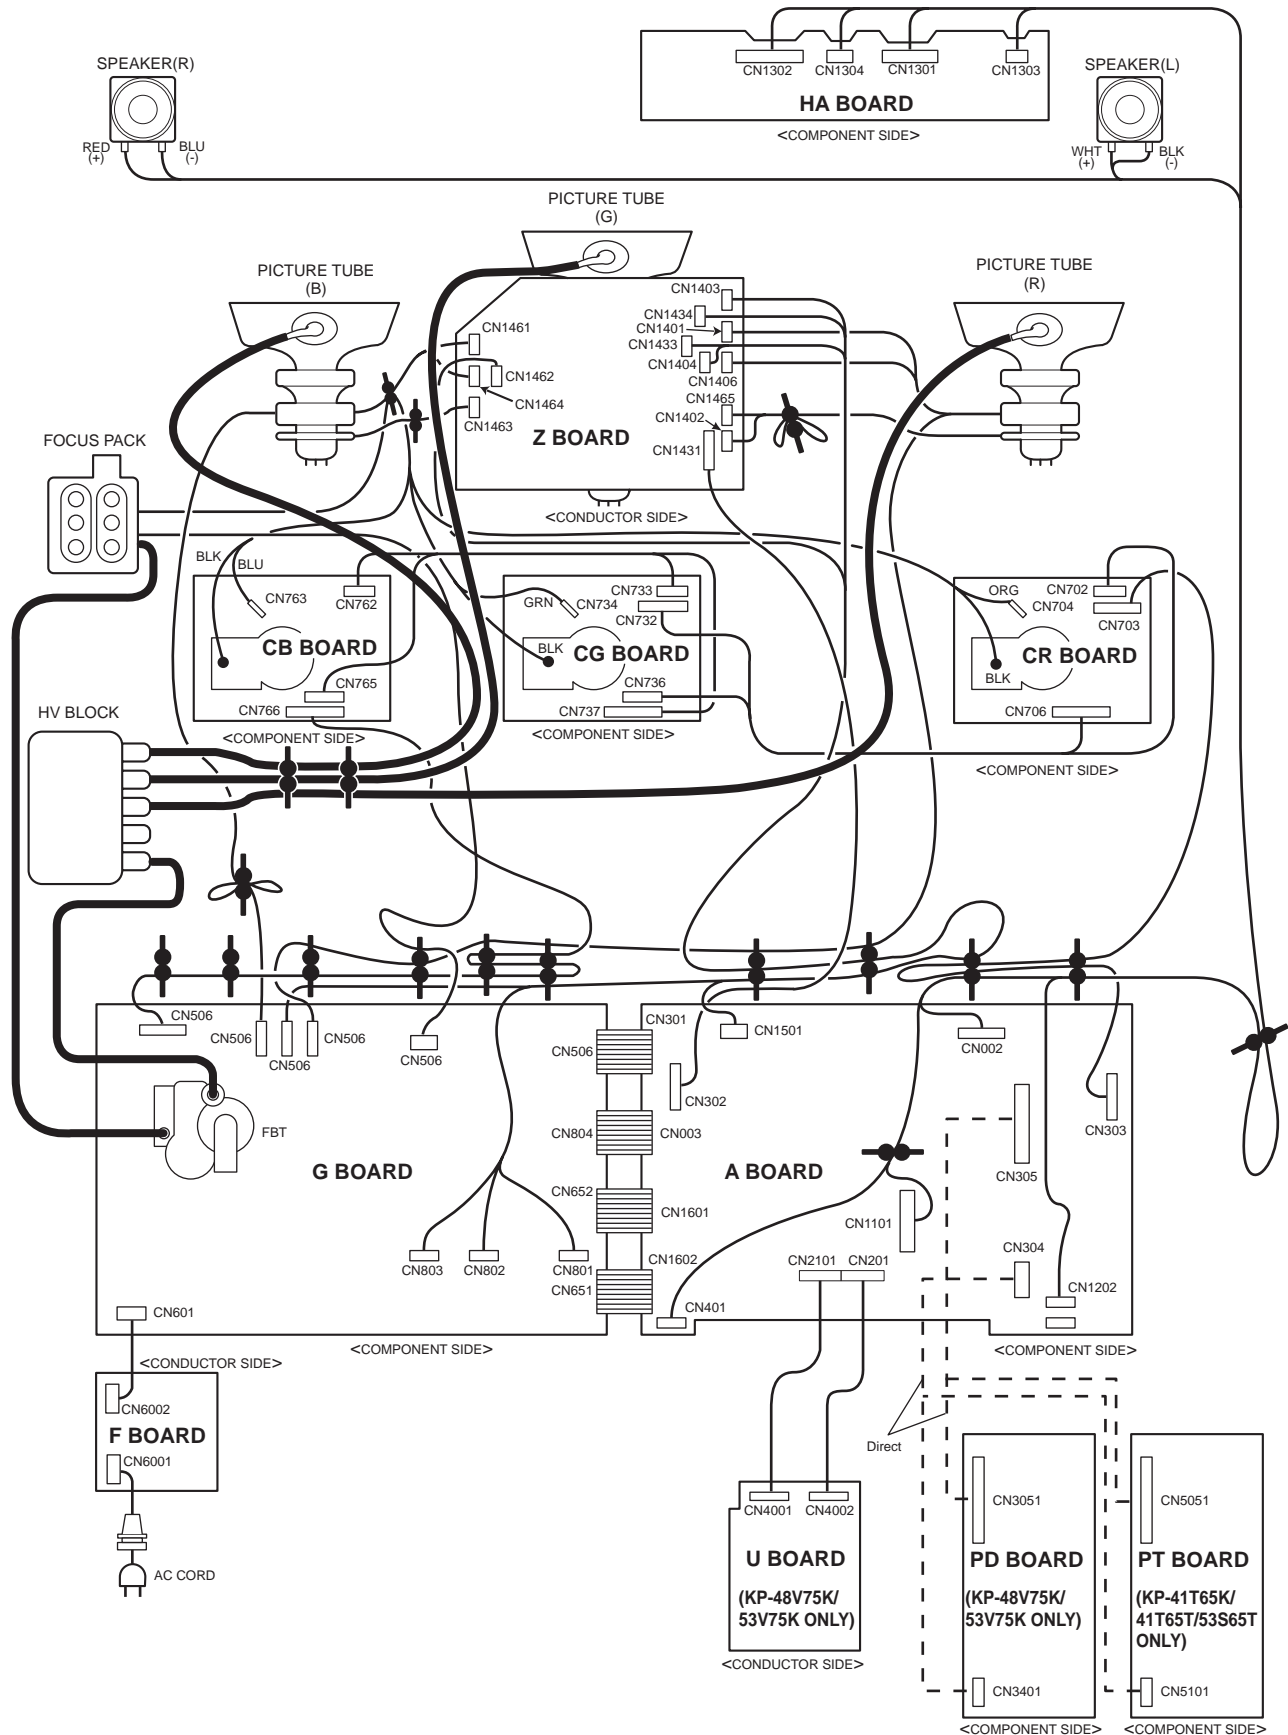 SPEAKER(R)
RED
(+)
BLU
(-)
CN1302
CN1304
CN1301
CN1303
HA BOARD
<COMPONENT SIDE>
SPEAKER(L)
WHT
(+)
BLK
(-)
PICTURE TUBE
(G)
PICTURE TUBE
(B)
PICTURE TUBE
(R)
CN1403
CN1434
CN1401
CN1433
CN1404
CN1406
CN1465
CN1402
CN1431
CN1461
CN1462
CN1464
CN1463
Z BOARD
<CONDUCTOR SIDE>
FOCUS PACK
BLK
BLU
CN763
CN762
CB BOARD
CN765
CN766
<COMPONENT SIDE>
GRN
CN734
CN733
CN732
CG BOARD
BLK
CN736
CN737
<COMPONENT SIDE>
ORG
CN702
CN704
CN703
CR BOARD
BLK
CN706
<COMPONENT SIDE>
HV BLOCK
CN506
CN506
CN506
CN506
CN506
CN301
CN506
CN1501
CN002
CN302
CN303
FBT
CN804
CN003
G BOARD
A BOARD
CN305
CN652
CN1601
CN1101
CN803
CN802
CN801
CN1602
CN651
CN2101
CN201
CN304
CN1202
CN401
CN601
<COMPONENT SIDE>
<COMPONENT SIDE>
<CONDUCTOR SIDE>
CN6002
F BOARD
CN6001
AC CORD
Direct
CN4001
CN4002
U BOARD
(KP-48V75K/
53V75K ONLY)
<CONDUCTOR SIDE>
CN3051
PD BOARD
(KP-48V75K/
53V75K ONLY)
CN3401
<COMPONENT SIDE>
CN5051
PT BOARD
(KP-41T65K/
41T65T/53S65T
ONLY)
CN5101
<COMPONENT SIDE>